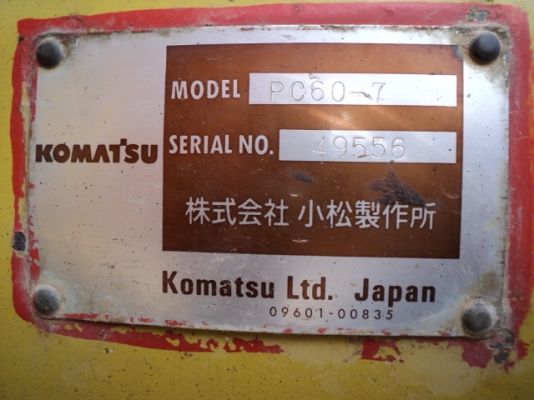 MODEL PC60-7
KOMATSU SERIAL NO. 49556
株式会社 小松製作所
Komatsu Ltd. Japan
09601-00835